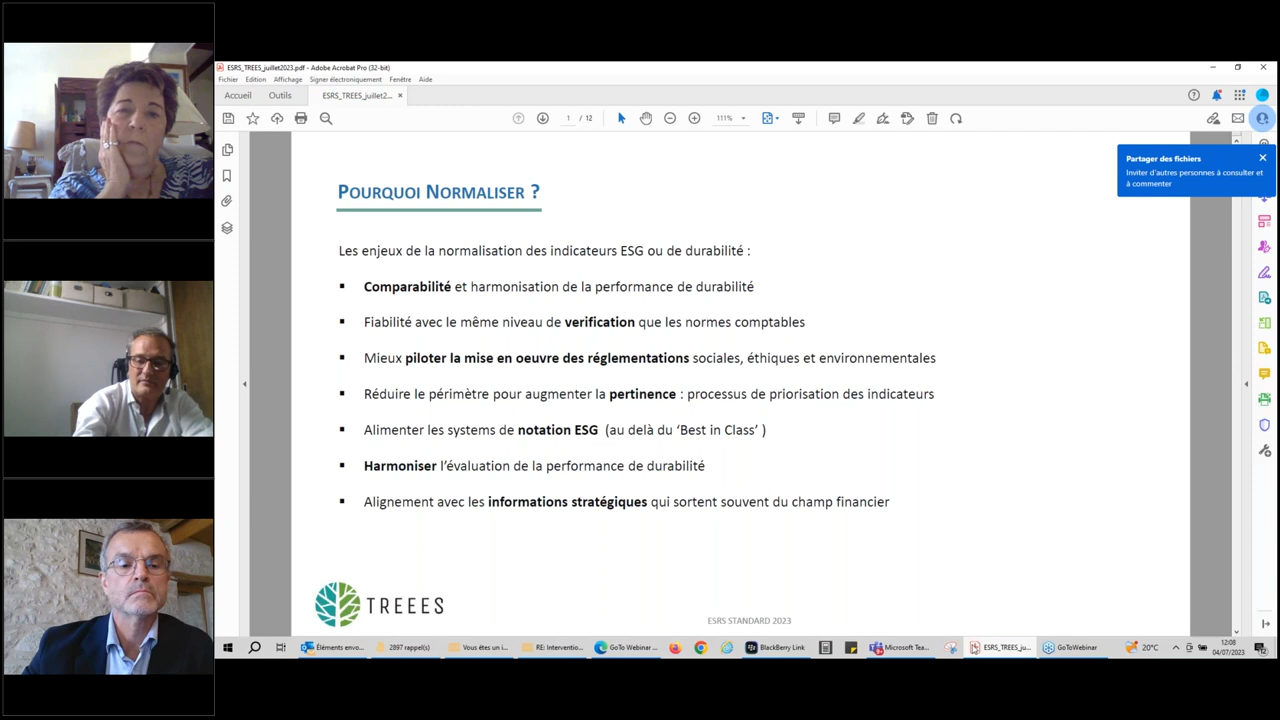 ESRS_TREES_juillet2023.pdf - Adobe Acrobat Pro (32-bit)
Fichier Edition Affichage Signer électroniquement Fenêtre Aide
Accueil Outils ESRS_TREES_juillet2... ×
1 / 12 111%
Partager des fichiers
Inviter d'autres personnes à consulter et
à commenter
POURQUOI NORMALISER ?
Les enjeux de la normalisation des indicateurs ESG ou de durabilité :
▪ Comparabilité et harmonisation de la performance de durabilité
▪ Fiabilité avec le même niveau de verification que les normes comptables
▪ Mieux piloter la mise en oeuvre des réglementations sociales, éthiques et environnementales
▪ Réduire le périmètre pour augmenter la pertinence : processus de priorisation des indicateurs
▪ Alimenter les systems de notation ESG (au delà du ‘Best in Class’ )
▪ Harmoniser l’évaluation de la performance de durabilité
▪ Alignement avec les informations stratégiques qui sortent souvent du champ financier
TREEES
ESRS STANDARD 2023
Éléments envo... 2897 rappel(s) Vous êtes un i... RE: Interventio... GoTo Webinar ... BlackBerry Link Microsoft Tea... ESRS_TREES_ju... GoToWebinar 20°C
12:08
04/07/2023